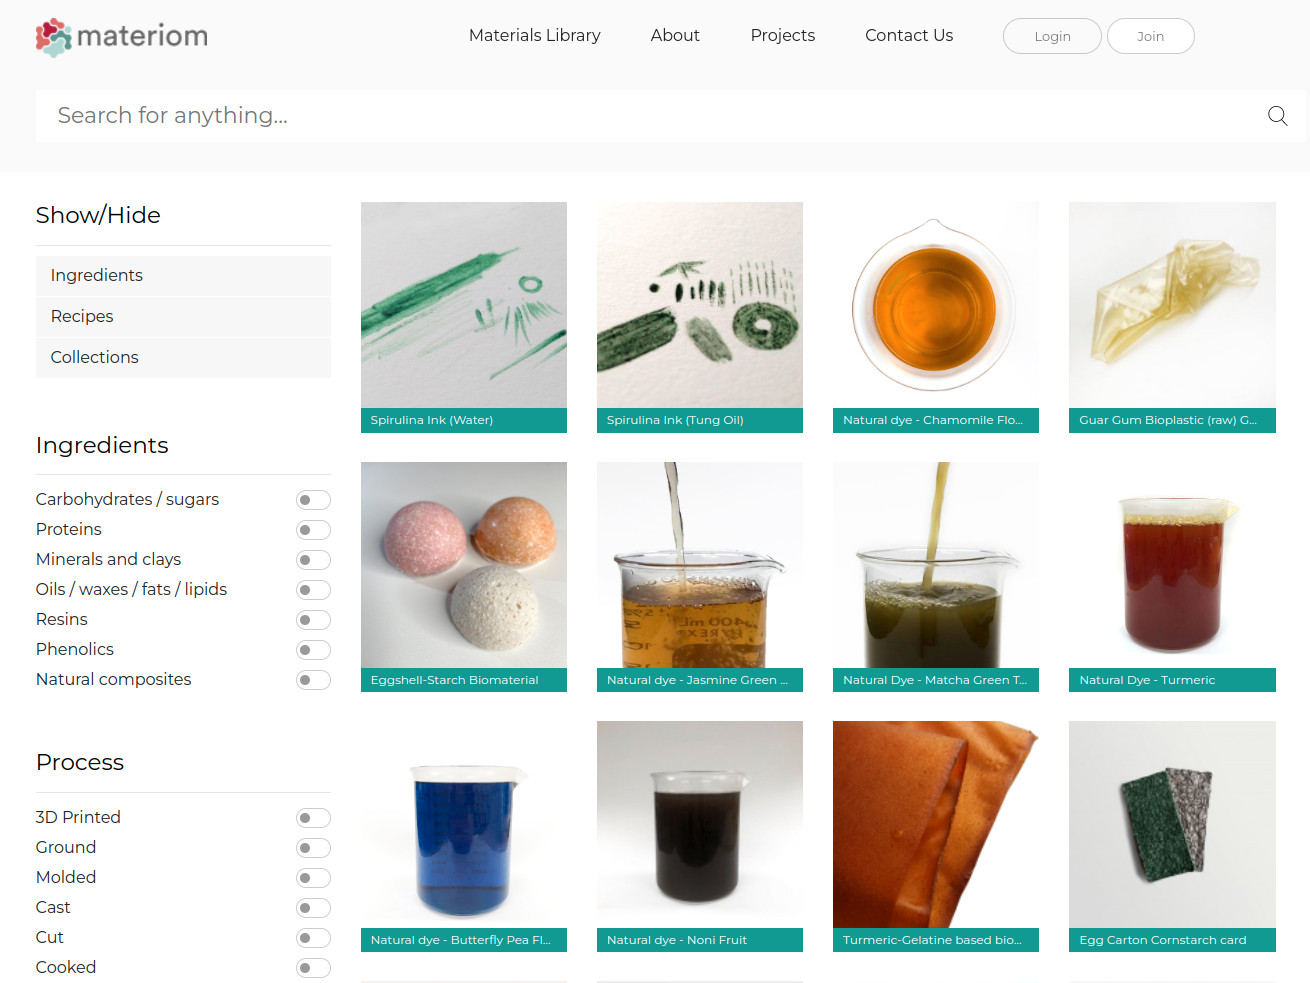 materiom
Materials Library
About
Projects
Contact Us
Login
Join
Search for anything...
Show/Hide
Ingredients
Recipes
Collections
Ingredients
Carbohydrates / sugars
Proteins
Minerals and clays
Oils / waxes / fats / lipids
Resins
Phenolics
Natural composites
Process
3D Printed
Ground
Molded
Cast
Cut
Cooked
Spirulina Ink (Water)
Spirulina Ink (Tung Oil)
Natural dye - Chamomile Flo...
Guar Gum Bioplastic (raw) G...
Eggshell-Starch Biomaterial
400 mL
PYREX
Natural dye - Jasmine Green ...
Natural Dye - Matcha Green T...
Natural Dye - Turmeric
Natural dye - Butterfly Pea Fl...
Natural dye - Noni Fruit
Turmeric-Gelatine based bio...
Egg Carton Cornstarch card